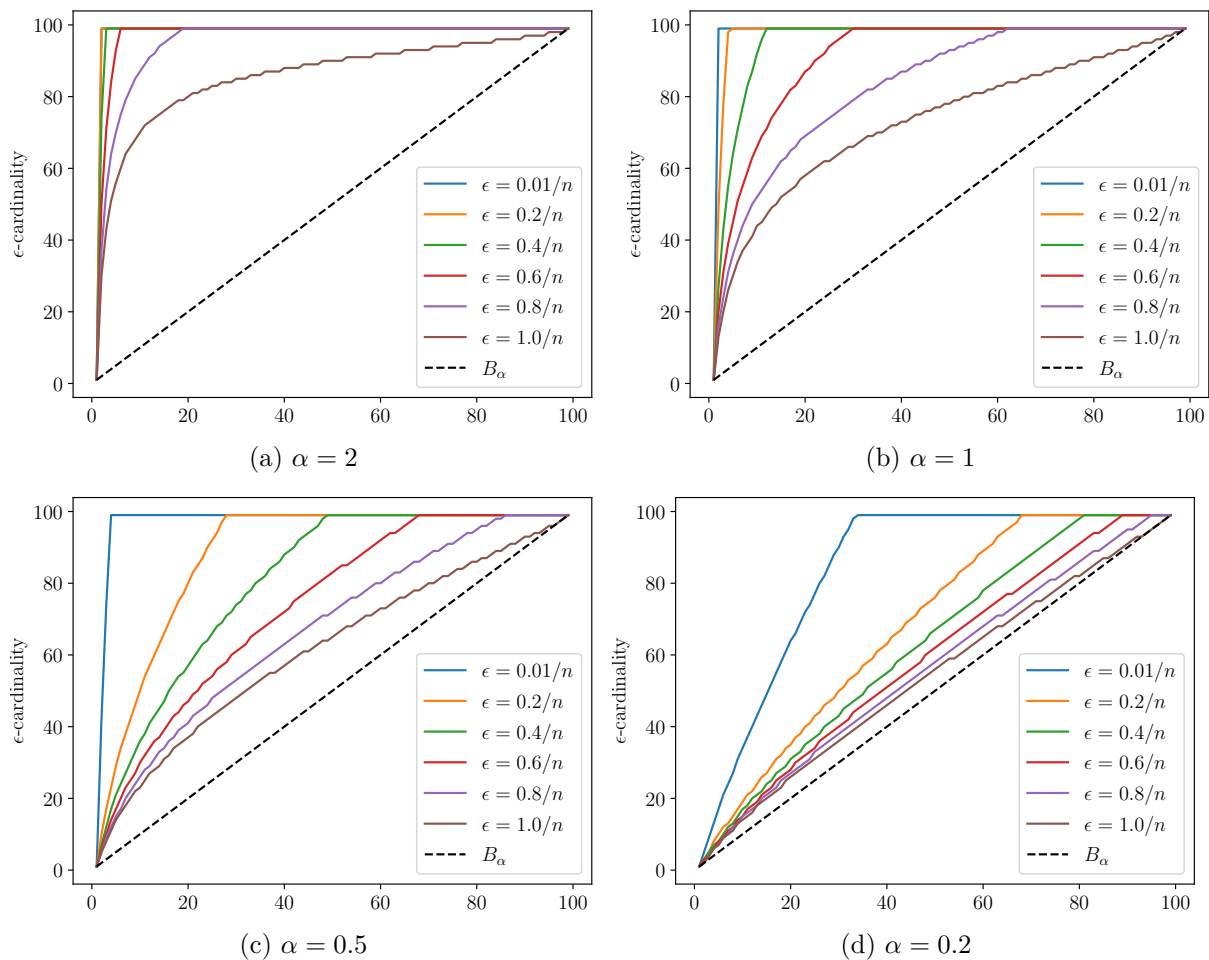 100
80
60
40
20
0
ϵ-cardinality
ϵ = 0.01/n
ϵ = 0.2/n
ϵ = 0.4/n
ϵ = 0.6/n
ϵ = 0.8/n
ϵ = 1.0/n
B_α
0 20 40 60 80 100
(a) α = 2
100
80
60
40
20
0
ϵ-cardinality
ϵ = 0.01/n
ϵ = 0.2/n
ϵ = 0.4/n
ϵ = 0.6/n
ϵ = 0.8/n
ϵ = 1.0/n
B_α
0 20 40 60 80 100
(b) α = 1
100
80
60
40
20
0
ϵ-cardinality
ϵ = 0.01/n
ϵ = 0.2/n
ϵ = 0.4/n
ϵ = 0.6/n
ϵ = 0.8/n
ϵ = 1.0/n
B_α
0 20 40 60 80 100
(c) α = 0.5
100
80
60
40
20
0
ϵ-cardinality
ϵ = 0.01/n
ϵ = 0.2/n
ϵ = 0.4/n
ϵ = 0.6/n
ϵ = 0.8/n
ϵ = 1.0/n
B_α
0 20 40 60 80 100
(d) α = 0.2